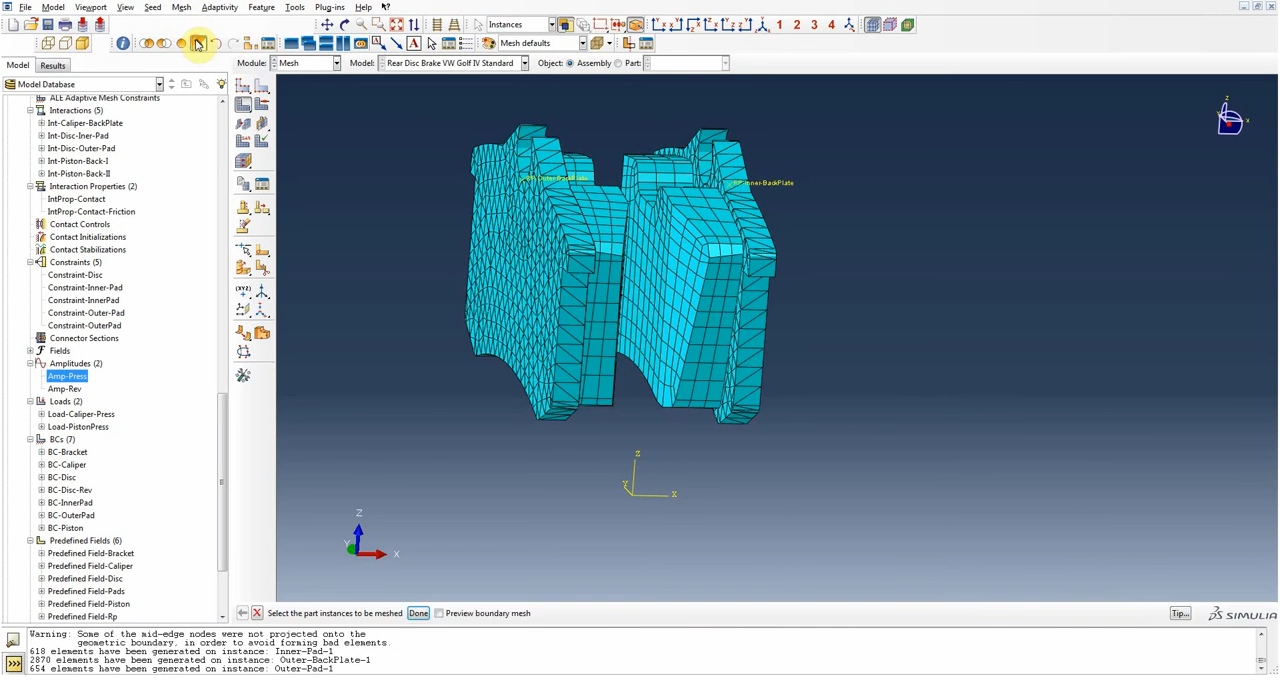 File Model Viewport View Seed Mesh Adaptivity Feature Tools Plug-ins Help
Instances 1 2 3 4
A Mesh defaults
Model Results Module: Mesh Model: Rear Disc Brake VW Golf IV Standard Object: Assembly Part:
Model Database
ALE Adaptive Mesh Constraints
Interactions (5)
Int-Caliper-BackPlate
Int-Disc-Iner-Pad
Int-Disc-Outer-Pad
Int-Piston-Back-I
Int-Piston-Back-II
Interaction Properties (2)
IntProp-Contact
IntProp-Contact-Friction
Contact Controls
Contact Initializations
Contact Stabilizations
Constraints (5)
Constraint-Disc
Constraint-Inner-Pad
Constraint-InnerPad
Constraint-Outer-Pad
Constraint-OuterPad
Connector Sections
Fields
Amplitudes (2)
Amp-Press
Amp-Rev
Loads (2)
Load-Caliper-Press
Load-PistonPress
BCs (7)
BC-Bracket
BC-Caliper
BC-Disc
BC-Disc-Rev
BC-InnerPad
BC-OuterPad
BC-Piston
Predefined Fields (6)
Predefined Field-Bracket
Predefined Field-Caliper
Predefined Field-Disc
Predefined Field-Pads
Predefined Field-Piston
Predefined Field-Rp
(XYZ)
RP-Inner-BackPlate
Z
X
Y
Z
X
Y
Z
X
Select the part instances to be meshed Done Preview boundary mesh Tip... SIMULIA
Warning: Some of the mid-edge nodes were not projected onto the
geometric boundary, in order to avoid forming bad elements.
618 elements have been generated on instance: Inner-Pad-1
2870 elements have been generated on instance: Outer-BackPlate-1
654 elements have been generated on instance: Outer-Pad-1
>>>